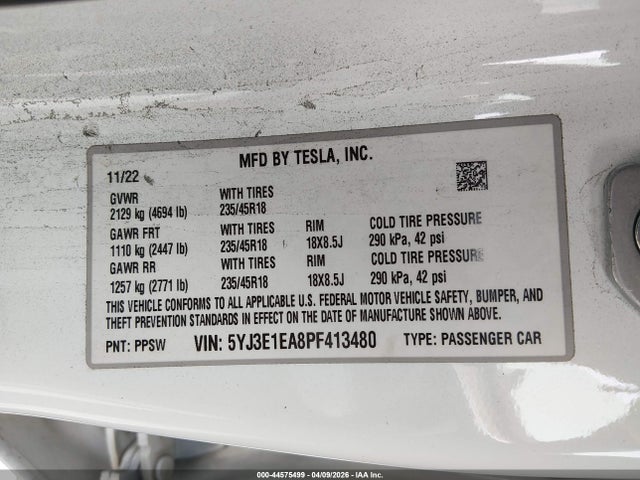 MFD BY TESLA, INC.
11/22
GVWR WITH TIRES
2129 kg (4694 lb) 235/45R18
GAWR FRT WITH TIRES RIM COLD TIRE PRESSURE
1110 kg (2447 lb) 235/45R18 18X8.5J 290 kPa, 42 psi
GAWR RR WITH TIRES RIM COLD TIRE PRESSURE
1257 kg (2771 lb) 235/45R18 18X8.5J 290 kPa, 42 psi
THIS VEHICLE CONFORMS TO ALL APPLICABLE U.S. FEDERAL MOTOR VEHICLE SAFETY, BUMPER, AND
THEFT PREVENTION STANDARDS IN EFFECT ON THE DATE OF MANUFACTURE SHOWN ABOVE.
PNT: PPSW VIN: 5YJ3E1EA8PF413480 TYPE: PASSENGER CAR
000-44575499 - 04/09/2026 - IAA Inc.